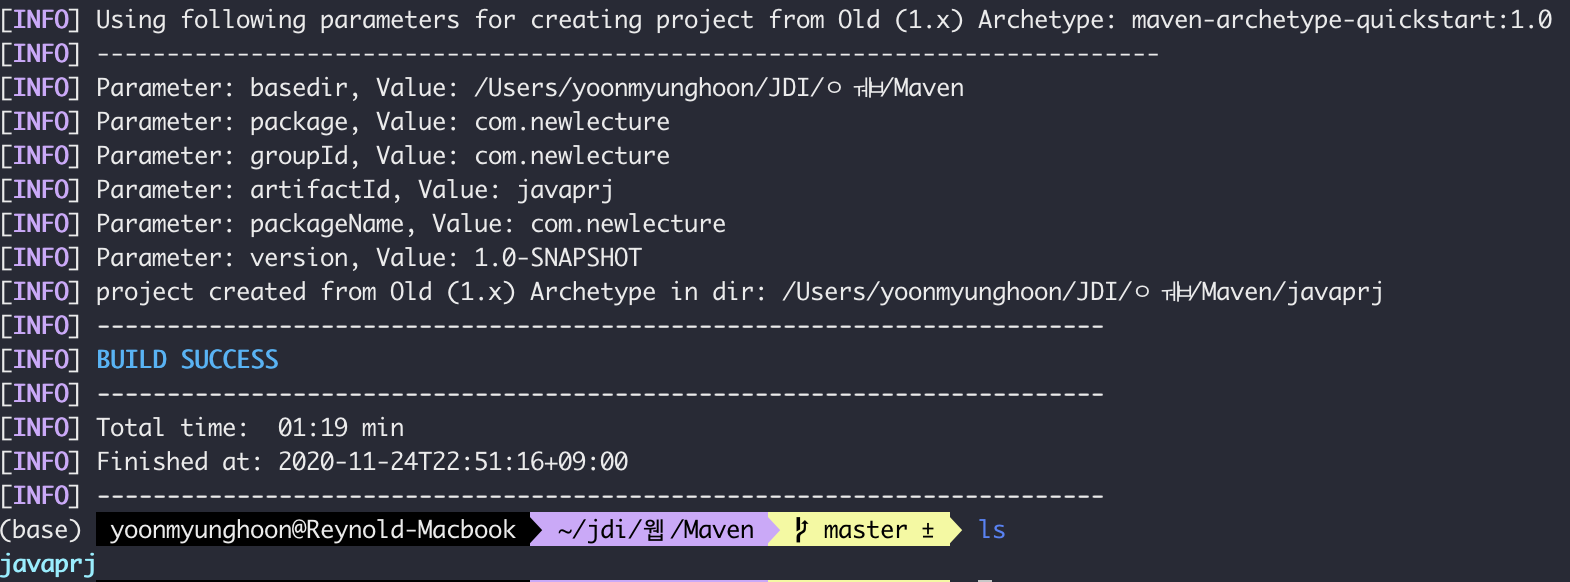 [INFO] Using following parameters for creating project from Old (1.x) Archetype: maven-archetype-quickstart:1.0
[INFO] ----------------------------------------------------------------------------
[INFO] Parameter: basedir, Value: /Users/yoonmyunghoon/JDI/웹/Maven
[INFO] Parameter: package, Value: com.newlecture
[INFO] Parameter: groupId, Value: com.newlecture
[INFO] Parameter: artifactId, Value: javaprj
[INFO] Parameter: packageName, Value: com.newlecture
[INFO] Parameter: version, Value: 1.0-SNAPSHOT
[INFO] project created from Old (1.x) Archetype in dir: /Users/yoonmyunghoon/JDI/웹/Maven/javaprj
[INFO] ------------------------------------------------------------------------
[INFO] BUILD SUCCESS
[INFO] ------------------------------------------------------------------------
[INFO] Total time:  01:19 min
[INFO] Finished at: 2020-11-24T22:51:16+09:00
[INFO] ------------------------------------------------------------------------
(base) yoonmyunghoon@Reynold-Macbook ~/jdi/웹/Maven master ± ls
javaprj